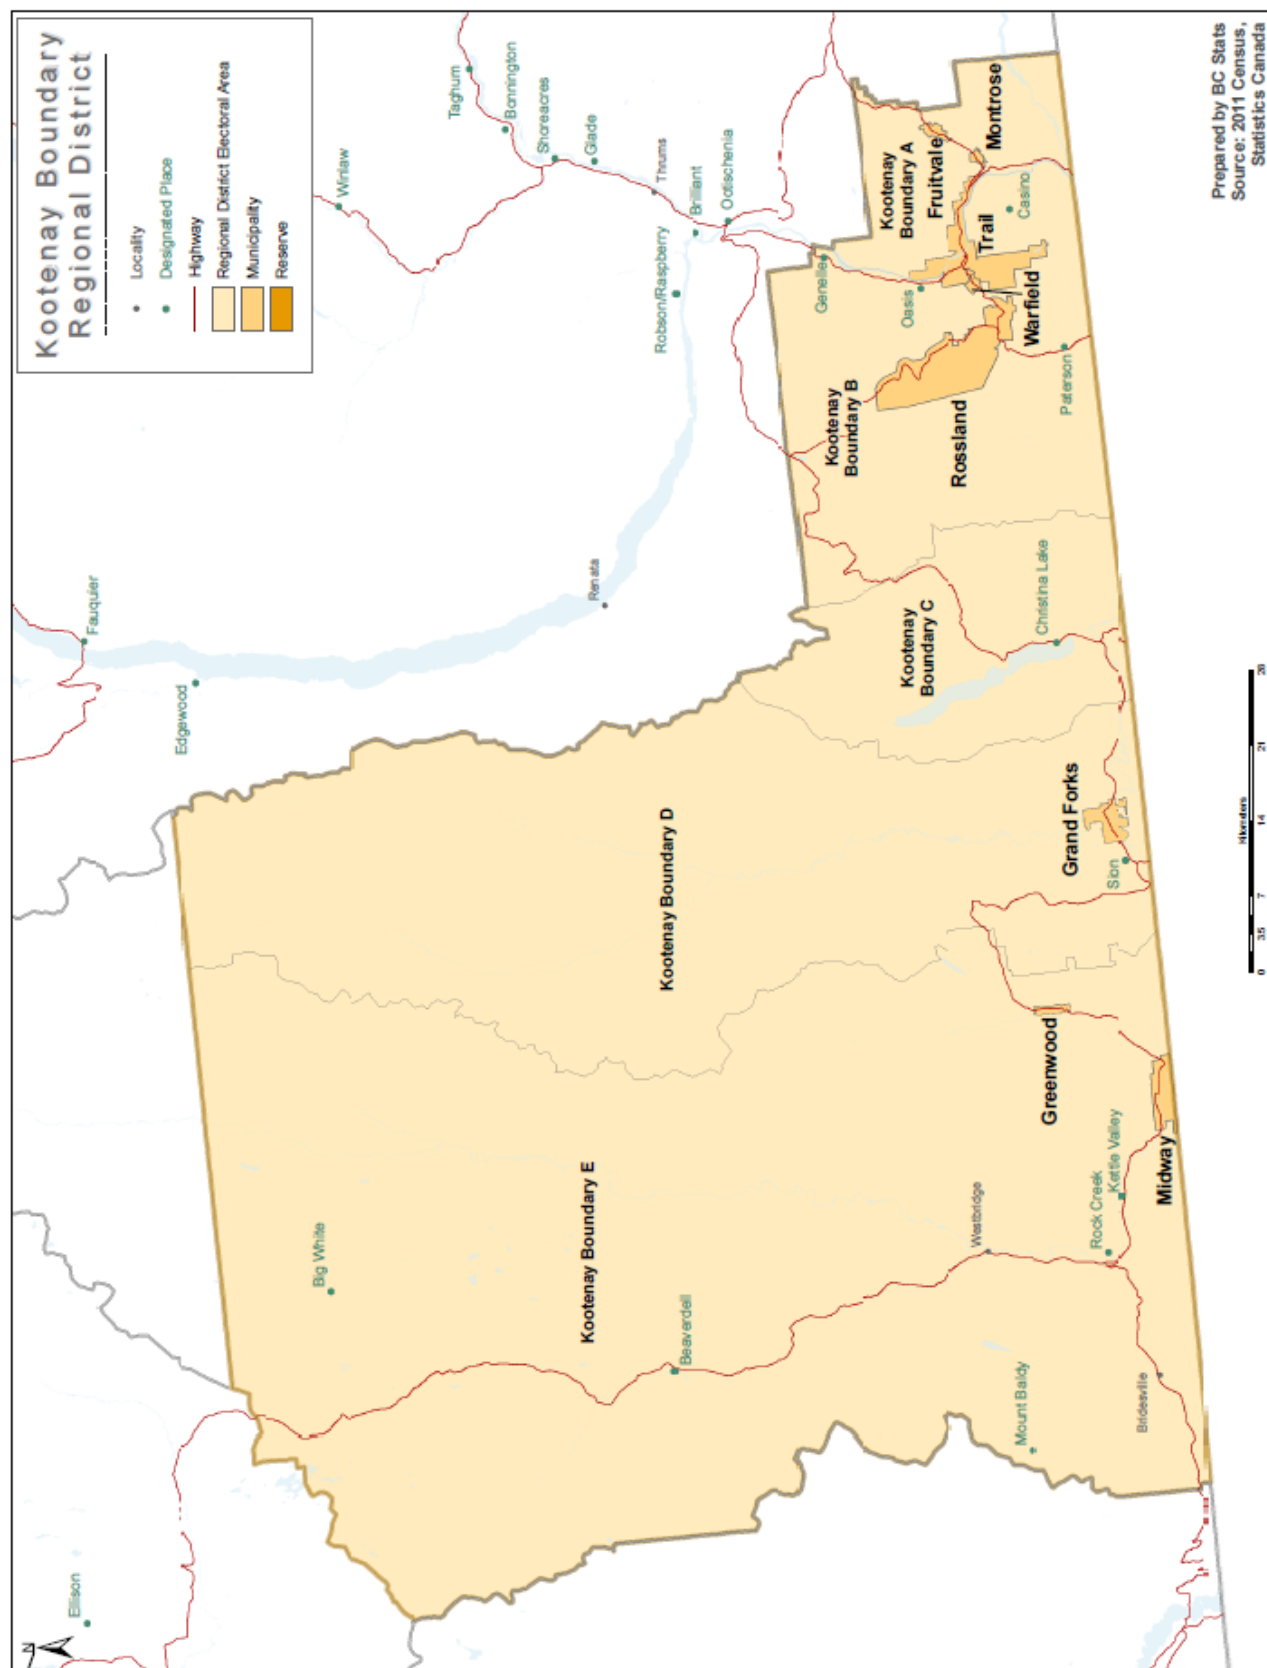 Kootenay Boundary
Regional District
Locality
Designated Place
Highway
Regional District Electoral Area
Municipality
Reserve
N
Ellison
Fauquier
Edgewood
Winlaw
Taghum
Bonnington
Shoreacres
Glade
Thrums
Brilliant
Ootischenia
Robson/Raspberry
Renata
Genelle
Oasis
Casino
Paterson
Big White
Beaverdell
Kootenay Boundary E
Kootenay Boundary D
Kootenay
Boundary C
Kootenay
Boundary B
Kootenay
Boundary A
Fruitvale
Montrose
Trail
Warfield
Rossland
Christina Lake
Grand Forks
Sion
Greenwood
Midway
Kettle Valley
Rock Creek
Westbridge
Mount Baldy
Bridesville
0 3.5 7 14 21 28
Kilometers
Prepared by BC Stats
Source: 2011 Census,
Statistics Canada